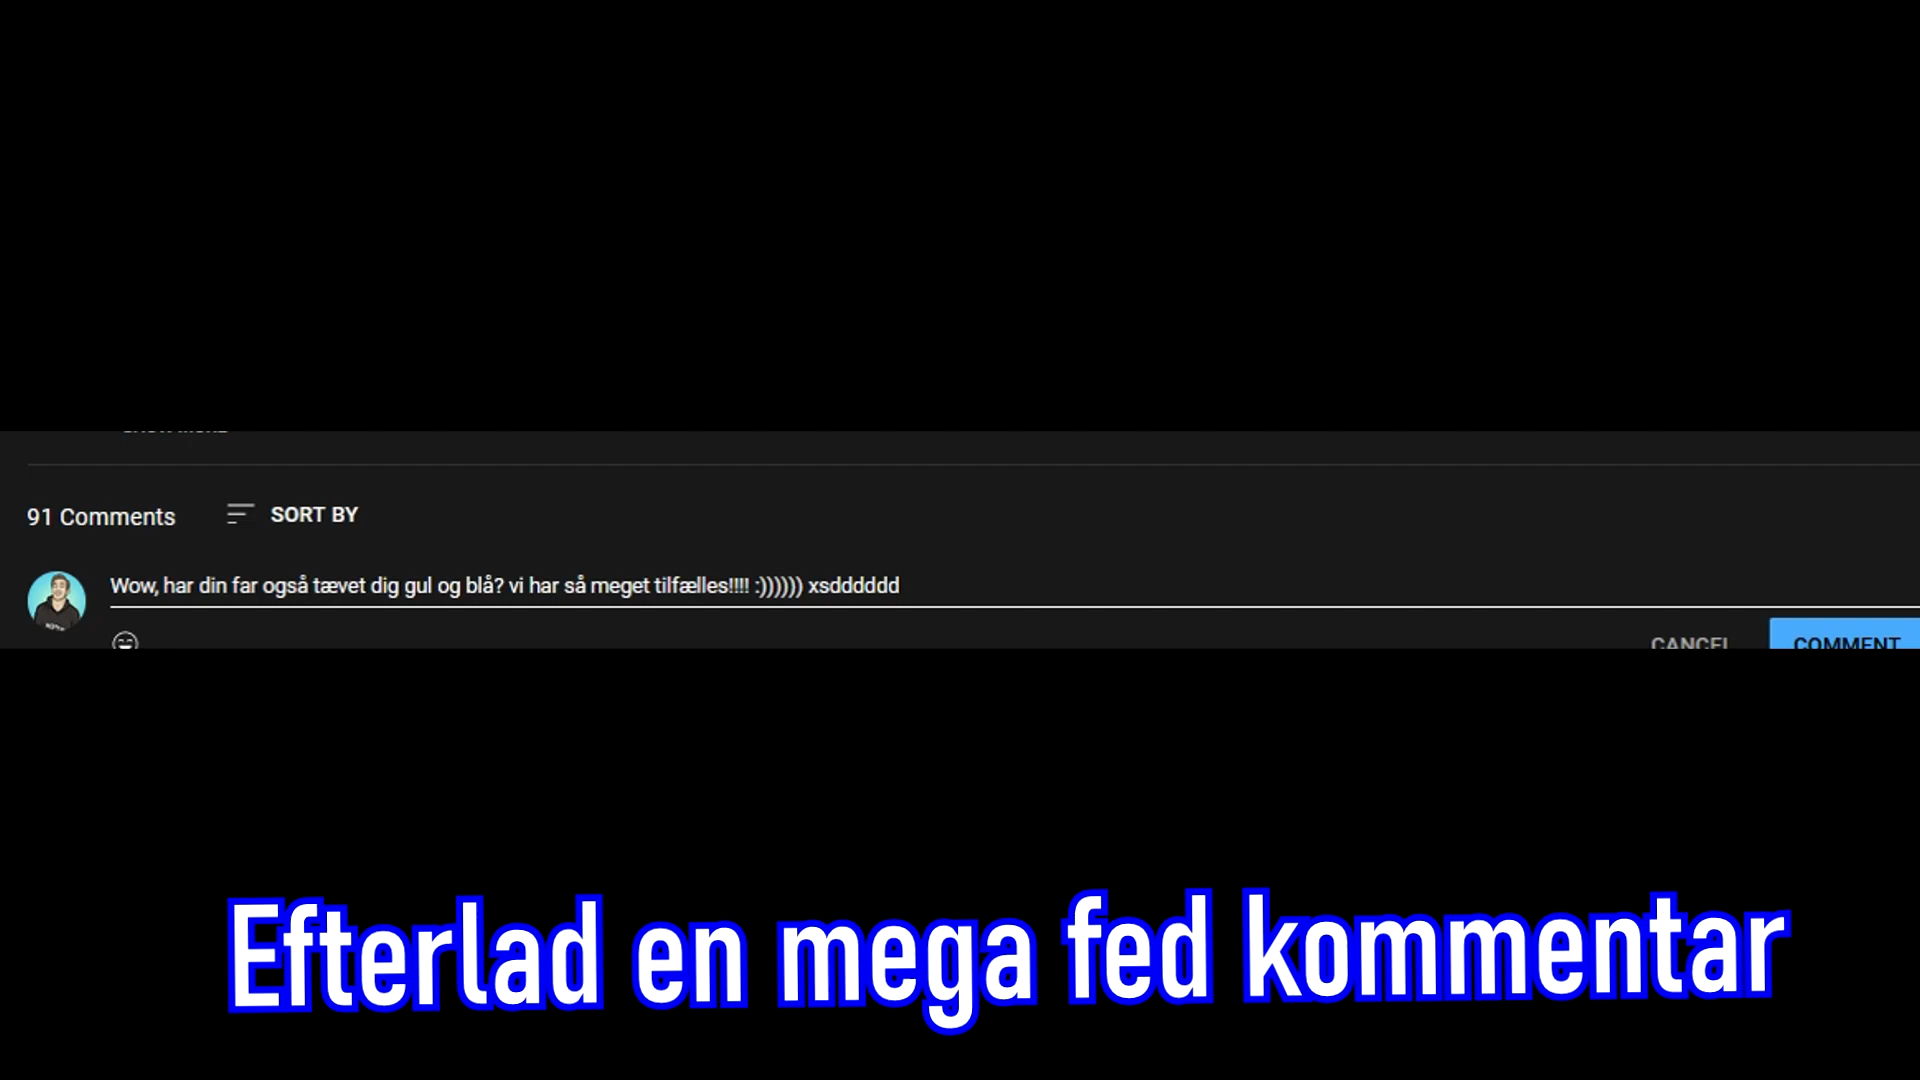 91 Comments
SORT BY
Wow, har din far også tævet dig gul og blå? vi har så meget tilfælles!!!! :)))))) xsdddddd
CANCEL
COMMENT
Efterlad en mega fed kommentar